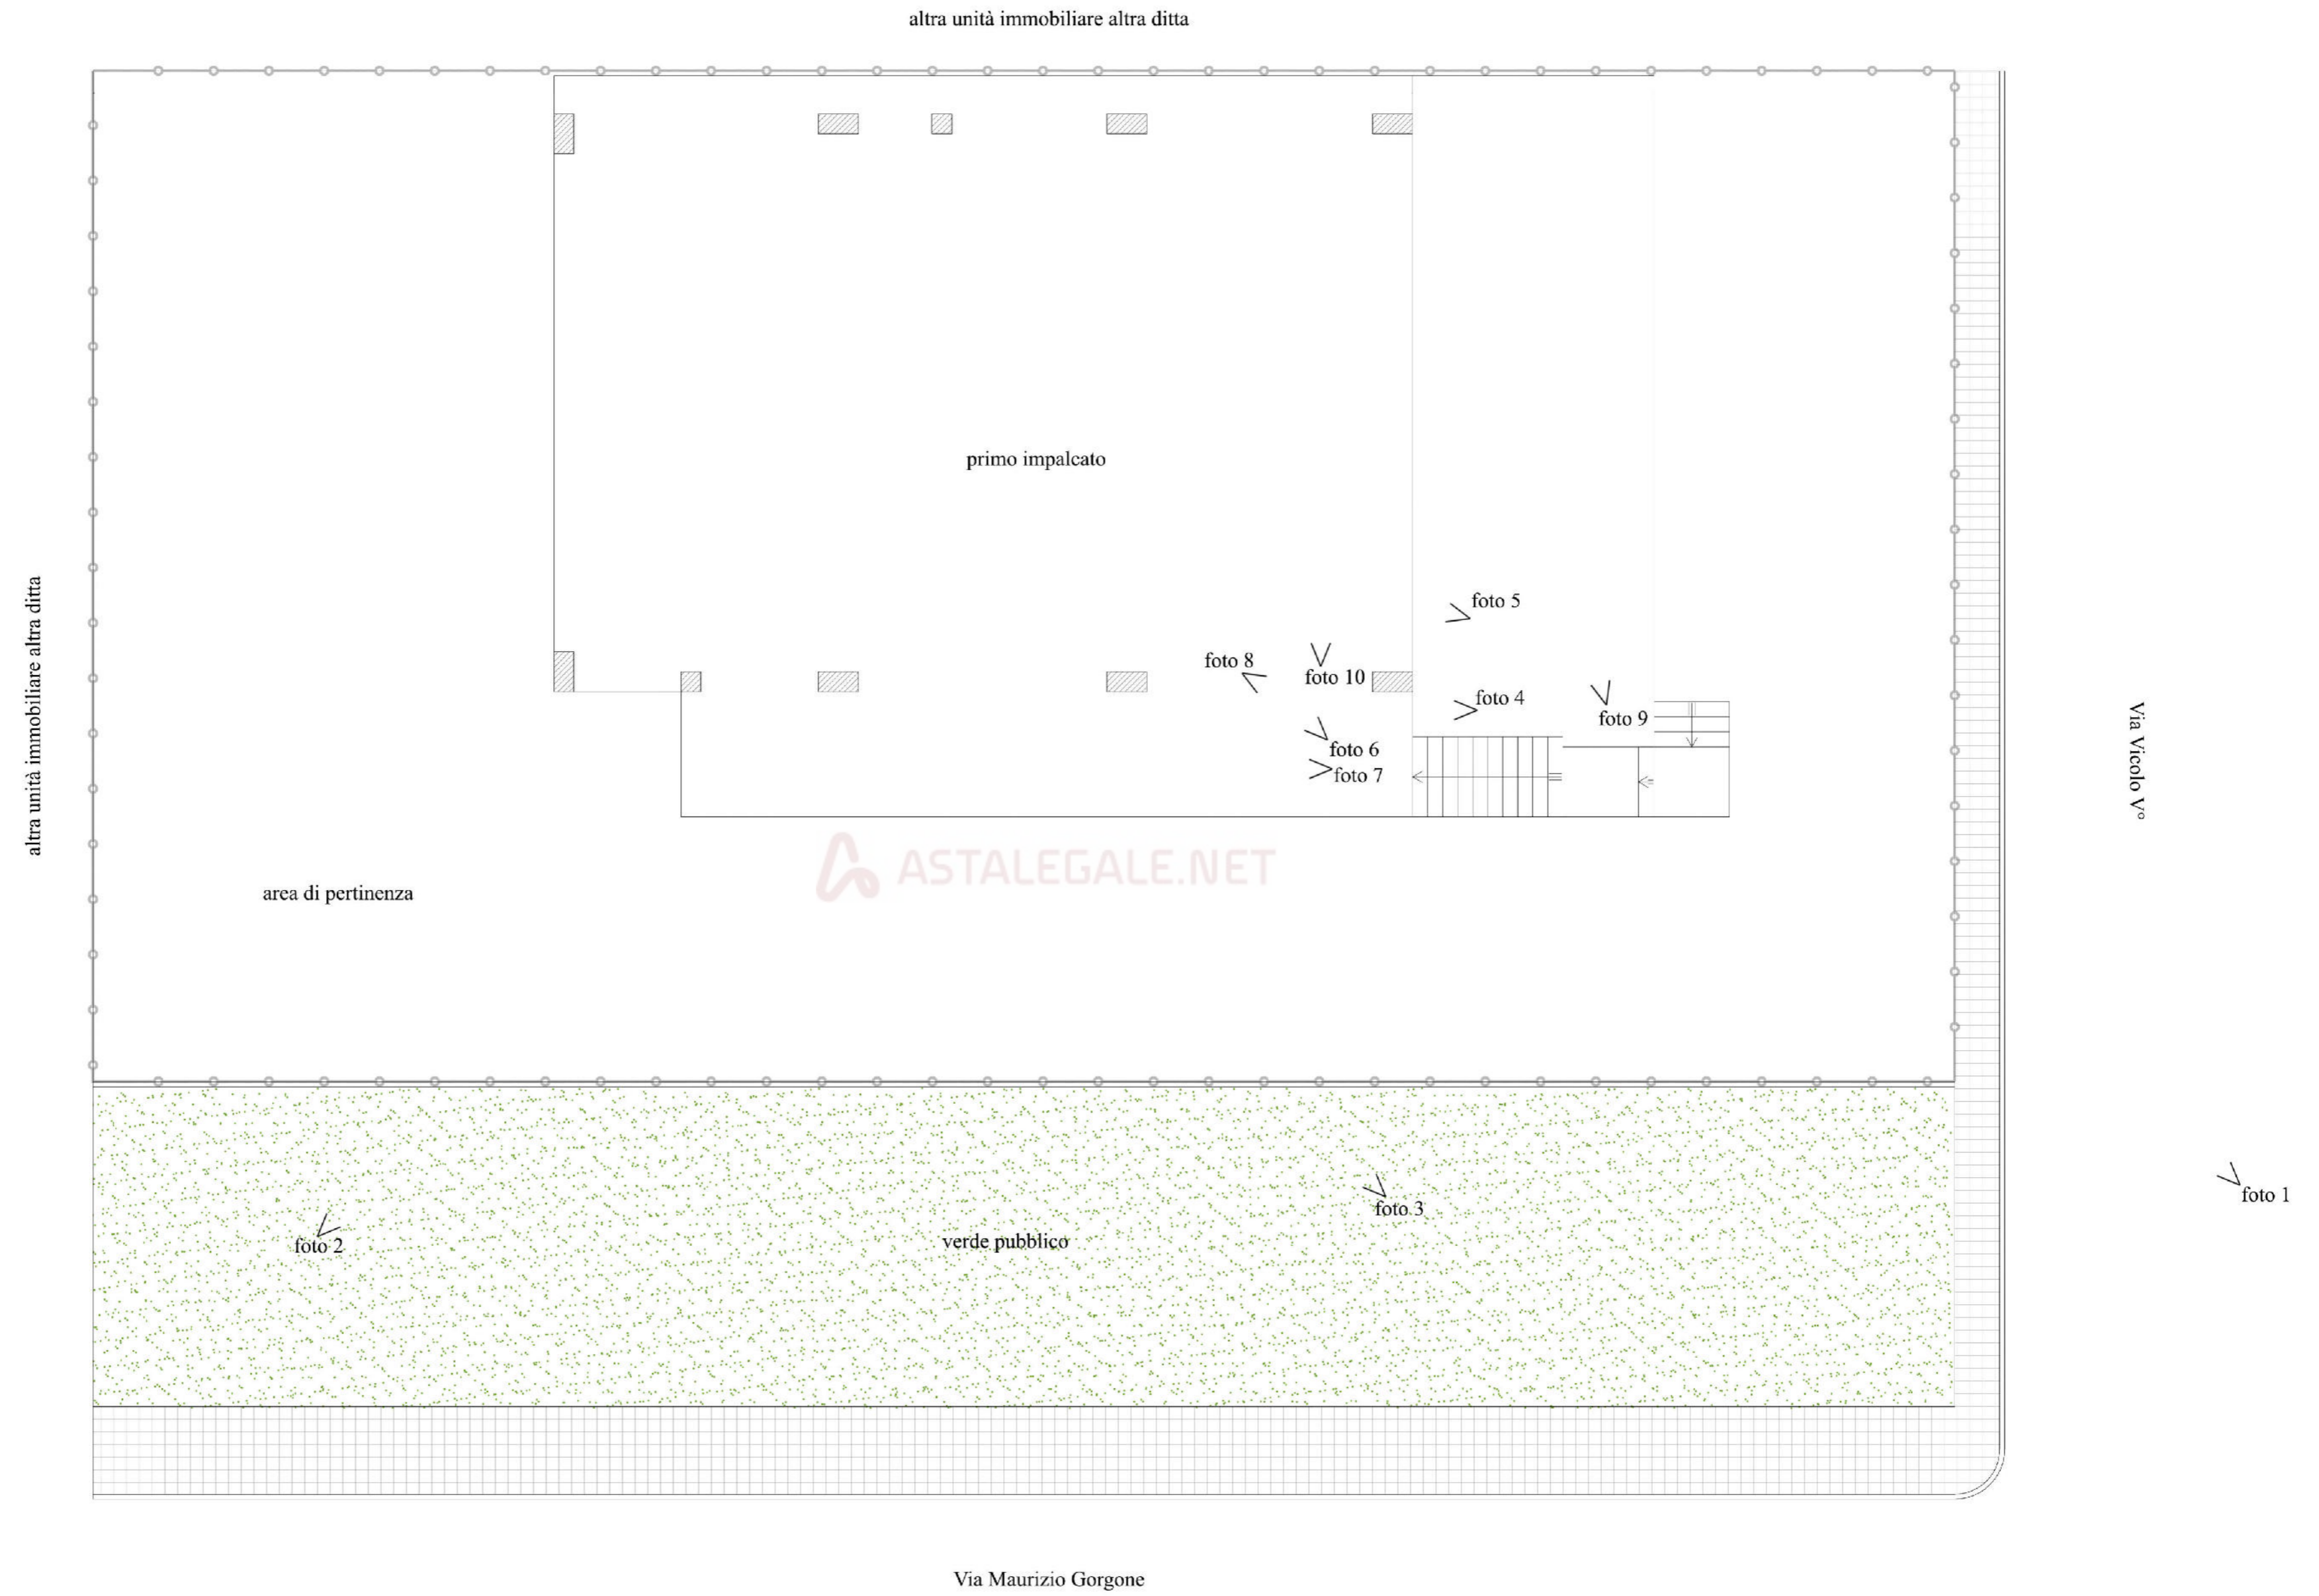 altra unità immobiliare altra ditta
primo impalcato
foto 5
foto 8
foto 10
foto 4
foto 9
foto 6
foto 7
altra unità immobiliare altra ditta
Via Vicolo V°
ASTALEGALE.NET
area di pertinenza
foto 1
foto 3
foto 2
verde pubblico
Via Maurizio Gorgone